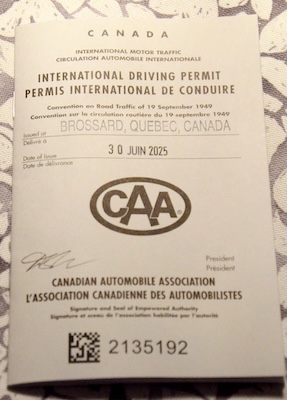 CANADA
INTERNATIONAL MOTOR TRAFFIC
CIRCULATION AUTOMOBILE INTERNATIONALE
INTERNATIONAL DRIVING PERMIT
PERMIS INTERNATIONAL DE CONDUIRE
Convention on Road Traffic of 19 September 1949
Convention sur la circulation routière du 19 septembre 1949
Issued at BROSSARD, QUEBEC, CANADA
Délivré à
Date of Issue 30 JUIN 2025
Date de délivrance
CAA®
President
Président
CANADIAN AUTOMOBILE ASSOCIATION
L'ASSOCIATION CANADIENNE DES AUTOMOBILISTES
Signature and Seal of Empowered Authority
Signature et sceau de l'association habilitée par l'autorité
2135192